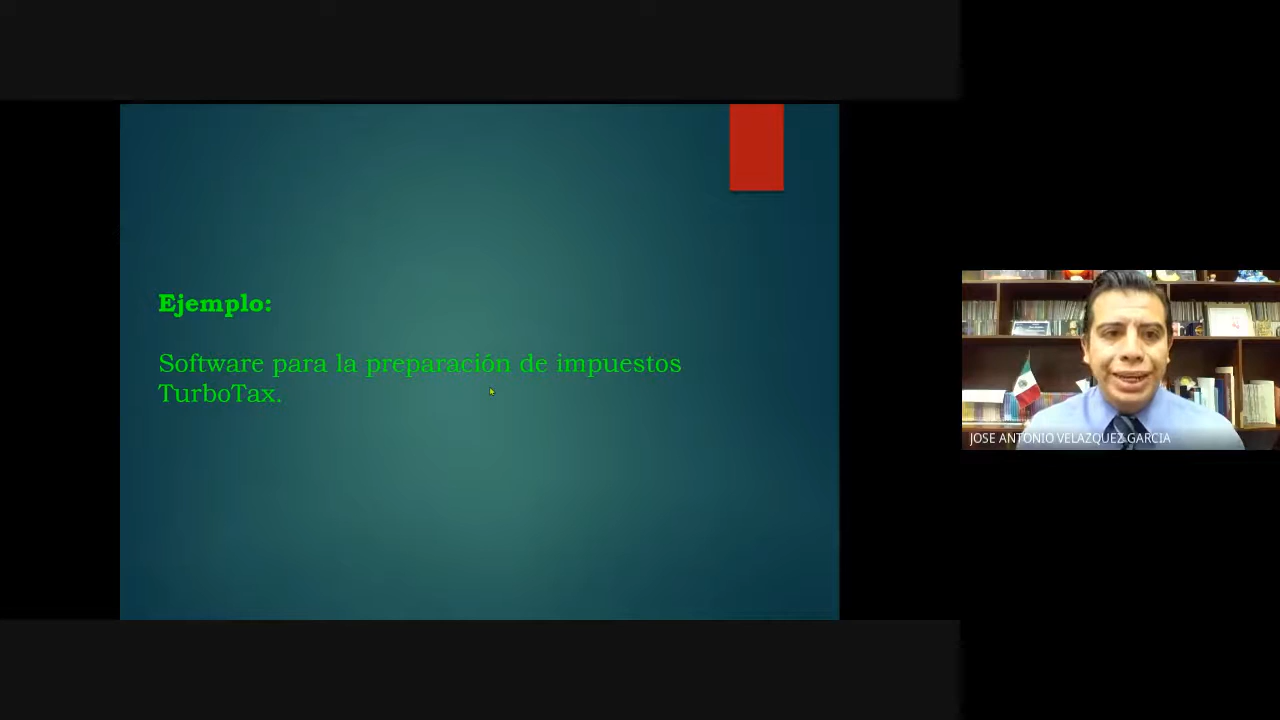 Ejemplo:
Software para la preparación de impuestos
TurboTax.
JOSE ANTONIO VELAZQUEZ GARCIA